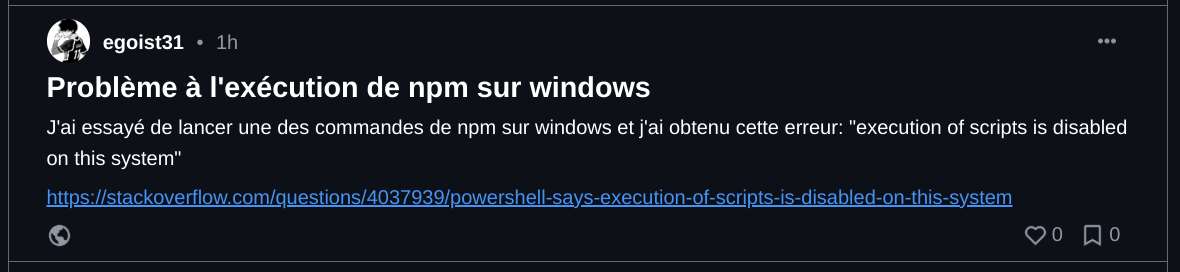 egoist31 • 1h
Problème à l'exécution de npm sur windows
J'ai essayé de lancer une des commandes de npm sur windows et j'ai obtenu cette erreur: "execution of scripts is disabled
on this system"
https://stackoverflow.com/questions/4037939/powershell-says-execution-of-scripts-is-disabled-on-this-system
0 0